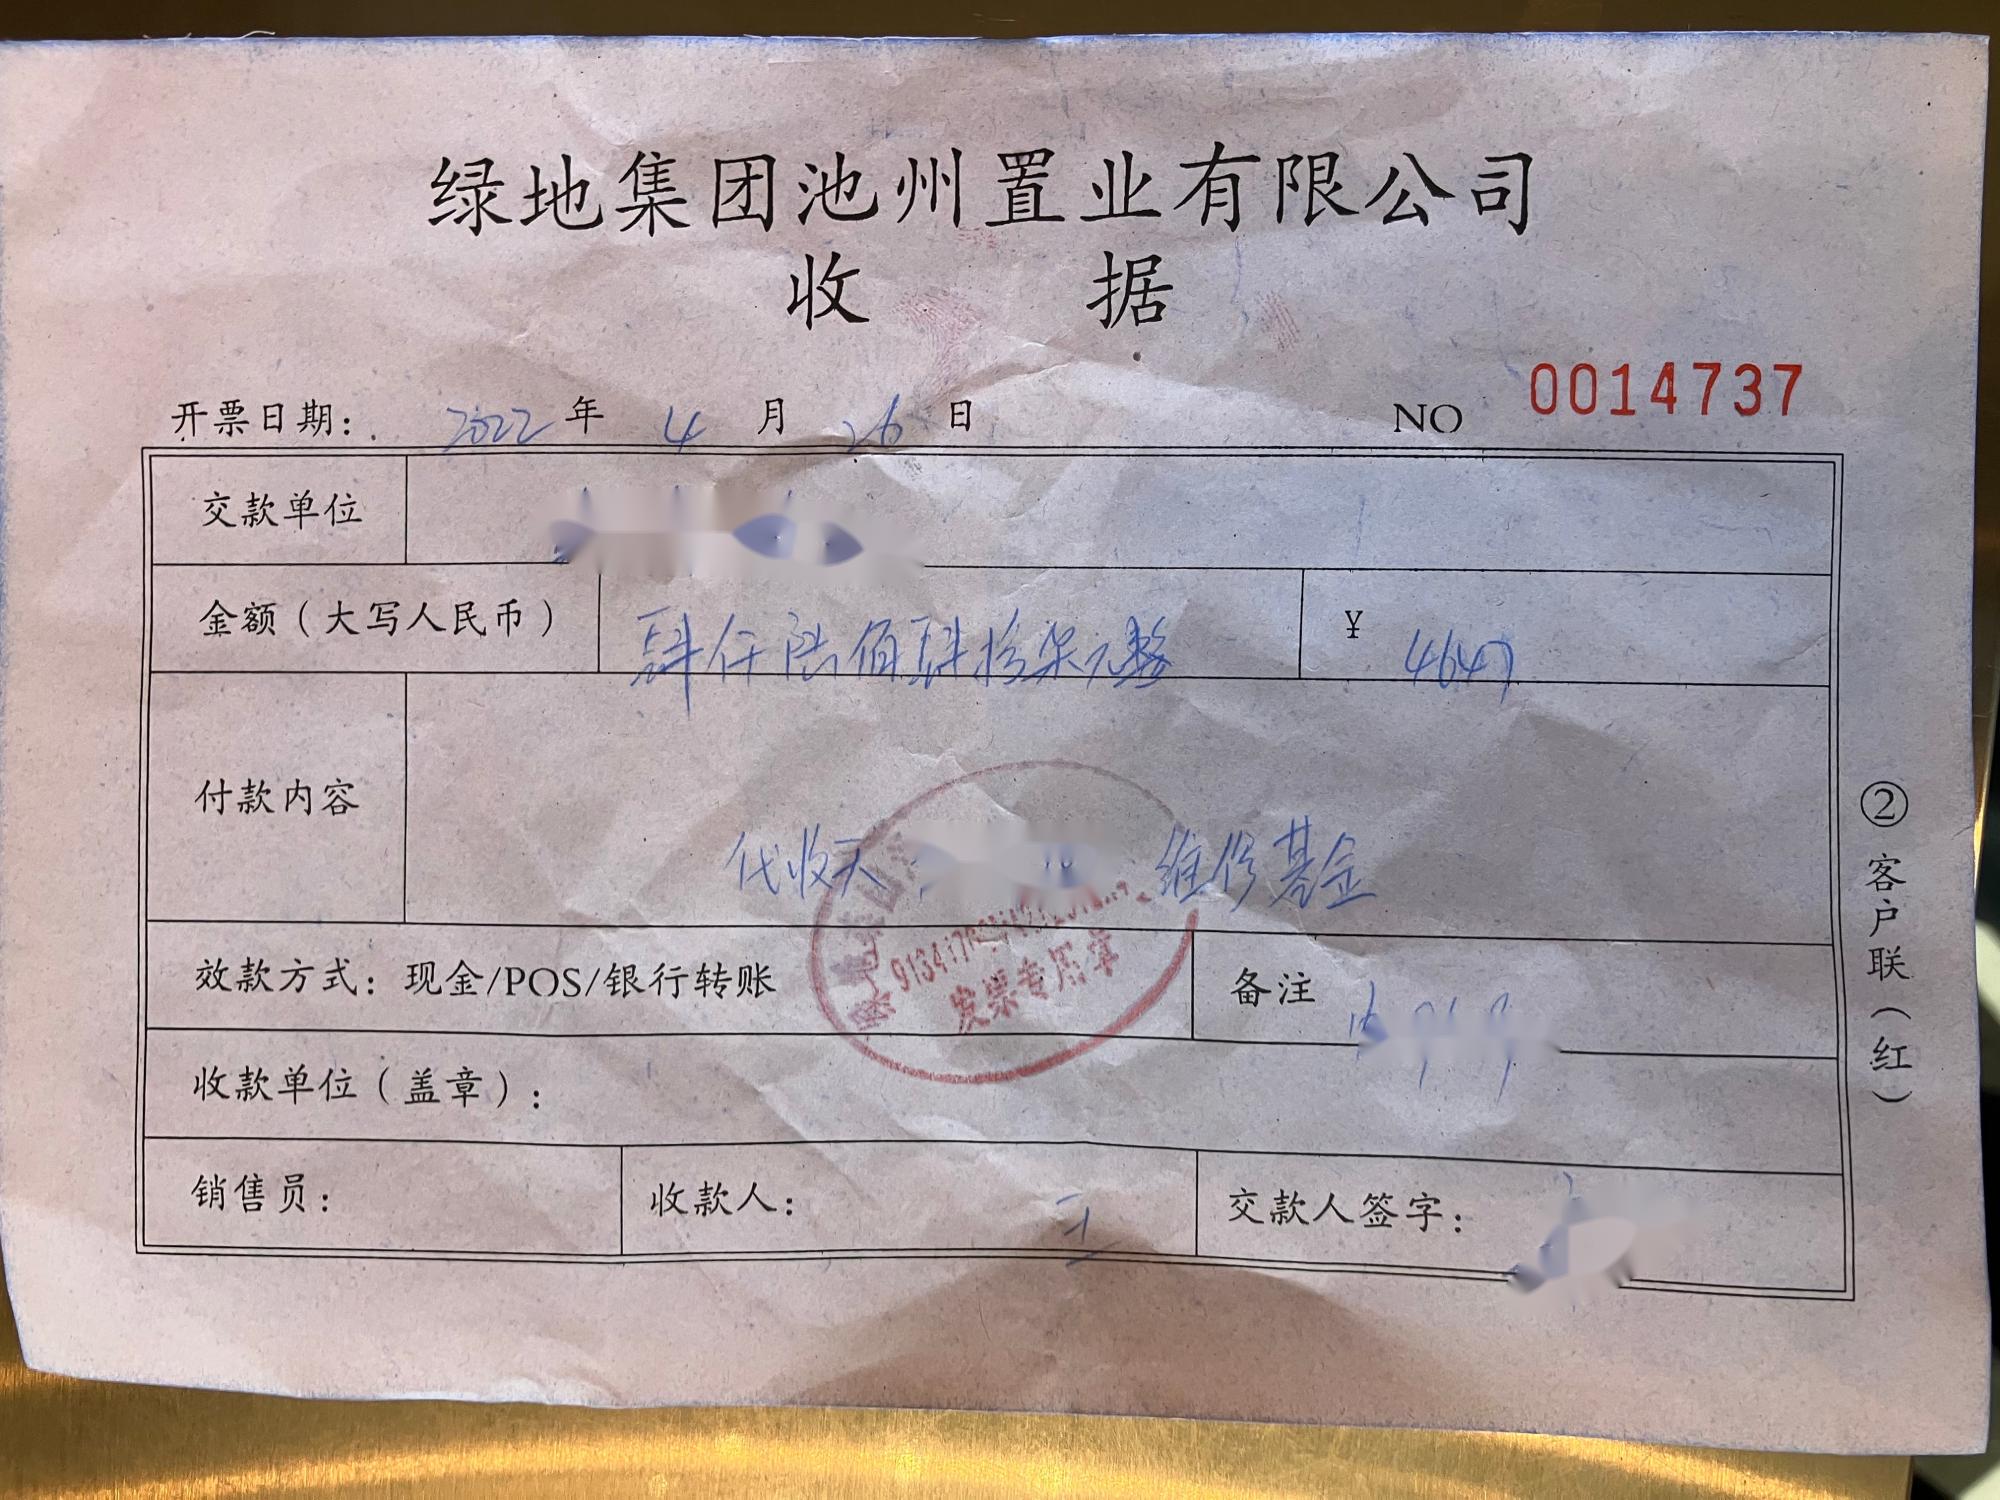 绿地集团池州置业有限公司
收 据
开票日期： 2022 年 4 月 26 日 NO 0014737
交款单位
金额（大写人民币） 肆仟陆佰肆拾柒元整 ¥ 4647
付款内容 代收天 维修基金
效款方式：现金/POS/银行转账 备注
发票专用章
收款单位（盖章）：
销售员： 收款人： 交款人签字：
②客户联（红）